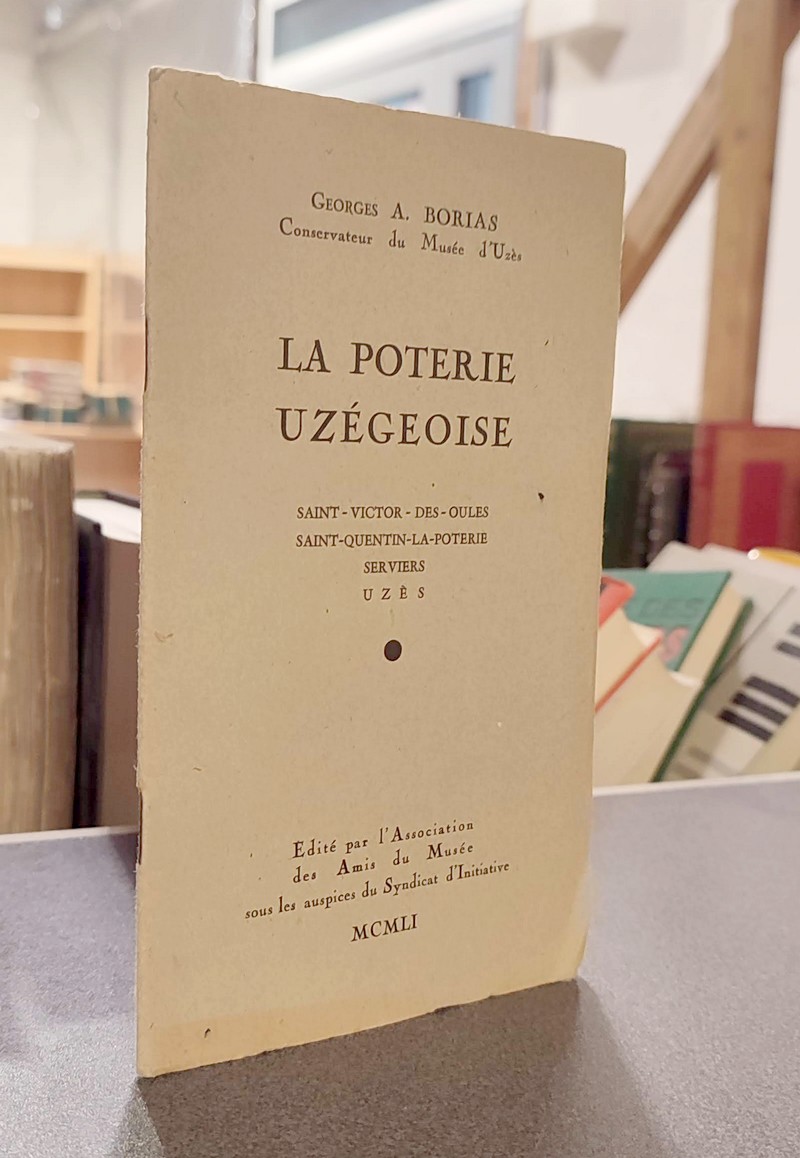 GEORGES A. BORIAS
Conservateur du Musée d'Uzès
LA POTERIE
UZÉGEOISE
SAINT-VICTOR-DES-OULES
SAINT-QUENTIN-LA-POTERIE
SERVIERS
UZÈS
Edité par l'Association
des Amis du Musée
sous les auspices du Syndicat d'Initiative
MCMLI